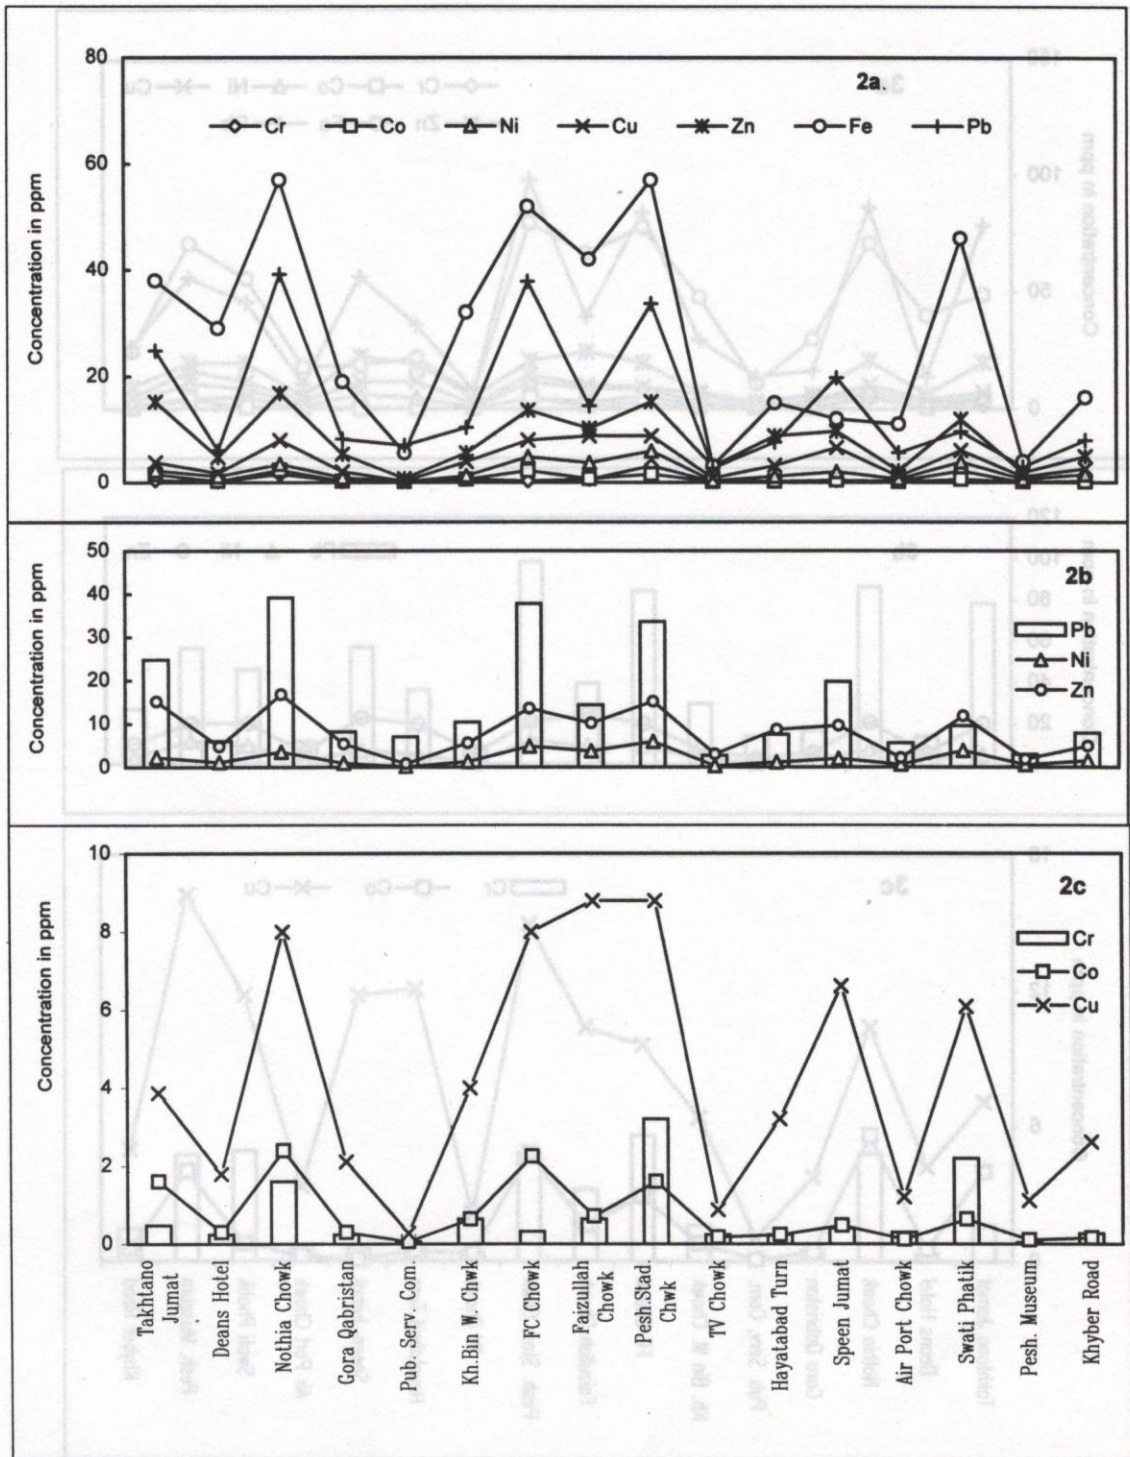 2a.
Cr Co Ni Cu Zn Fe Pb
Concentration in ppm
80
60
40
20
0
2b
Pb
Ni
Zn
Concentration in ppm
50
40
30
20
10
0
2c
Cr
Co
Cu
Concentration in ppm
10
8
6
4
2
0
Takhtano
Jumat
Deans Hotel
Nothia Chowk
Gora Qabristan
Pub. Serv. Com.
Kh.Bin W. Chwk
FC Chowk
Faizullah
Chowk
Pesh.Stad.
Chwk
TV Chowk
Hayatabad Turn
Speen Jumat
Air Port Chowk
Swati Phatik
Pesh. Museum
Khyber Road